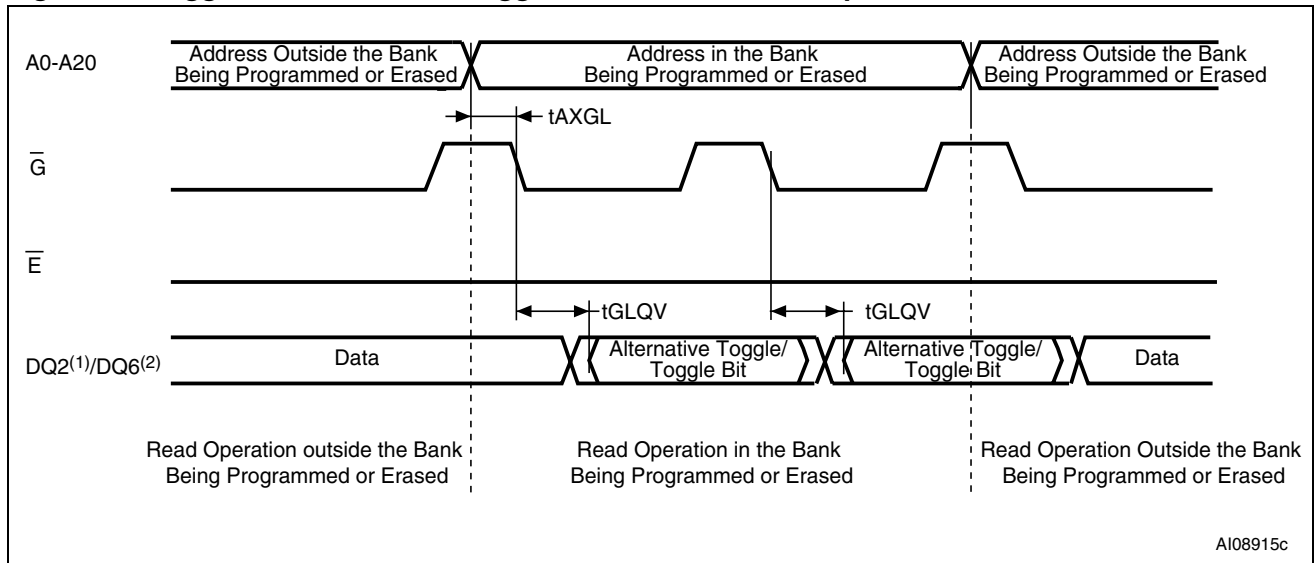 A0-A20
Address Outside the Bank
Being Programmed or Erased
Address in the Bank
Being Programmed or Erased
Address Outside the Bank
Being Programmed or Erased
tAXGL
G
E
tGLQV
tGLQV
DQ2(1)/DQ6(2)
Data
Alternative Toggle/
Toggle Bit
Alternative Toggle/
Toggle Bit
Data
Read Operation outside the Bank
Being Programmed or Erased
Read Operation in the Bank
Being Programmed or Erased
Read Operation Outside the Bank
Being Programmed or Erased
AI08915c